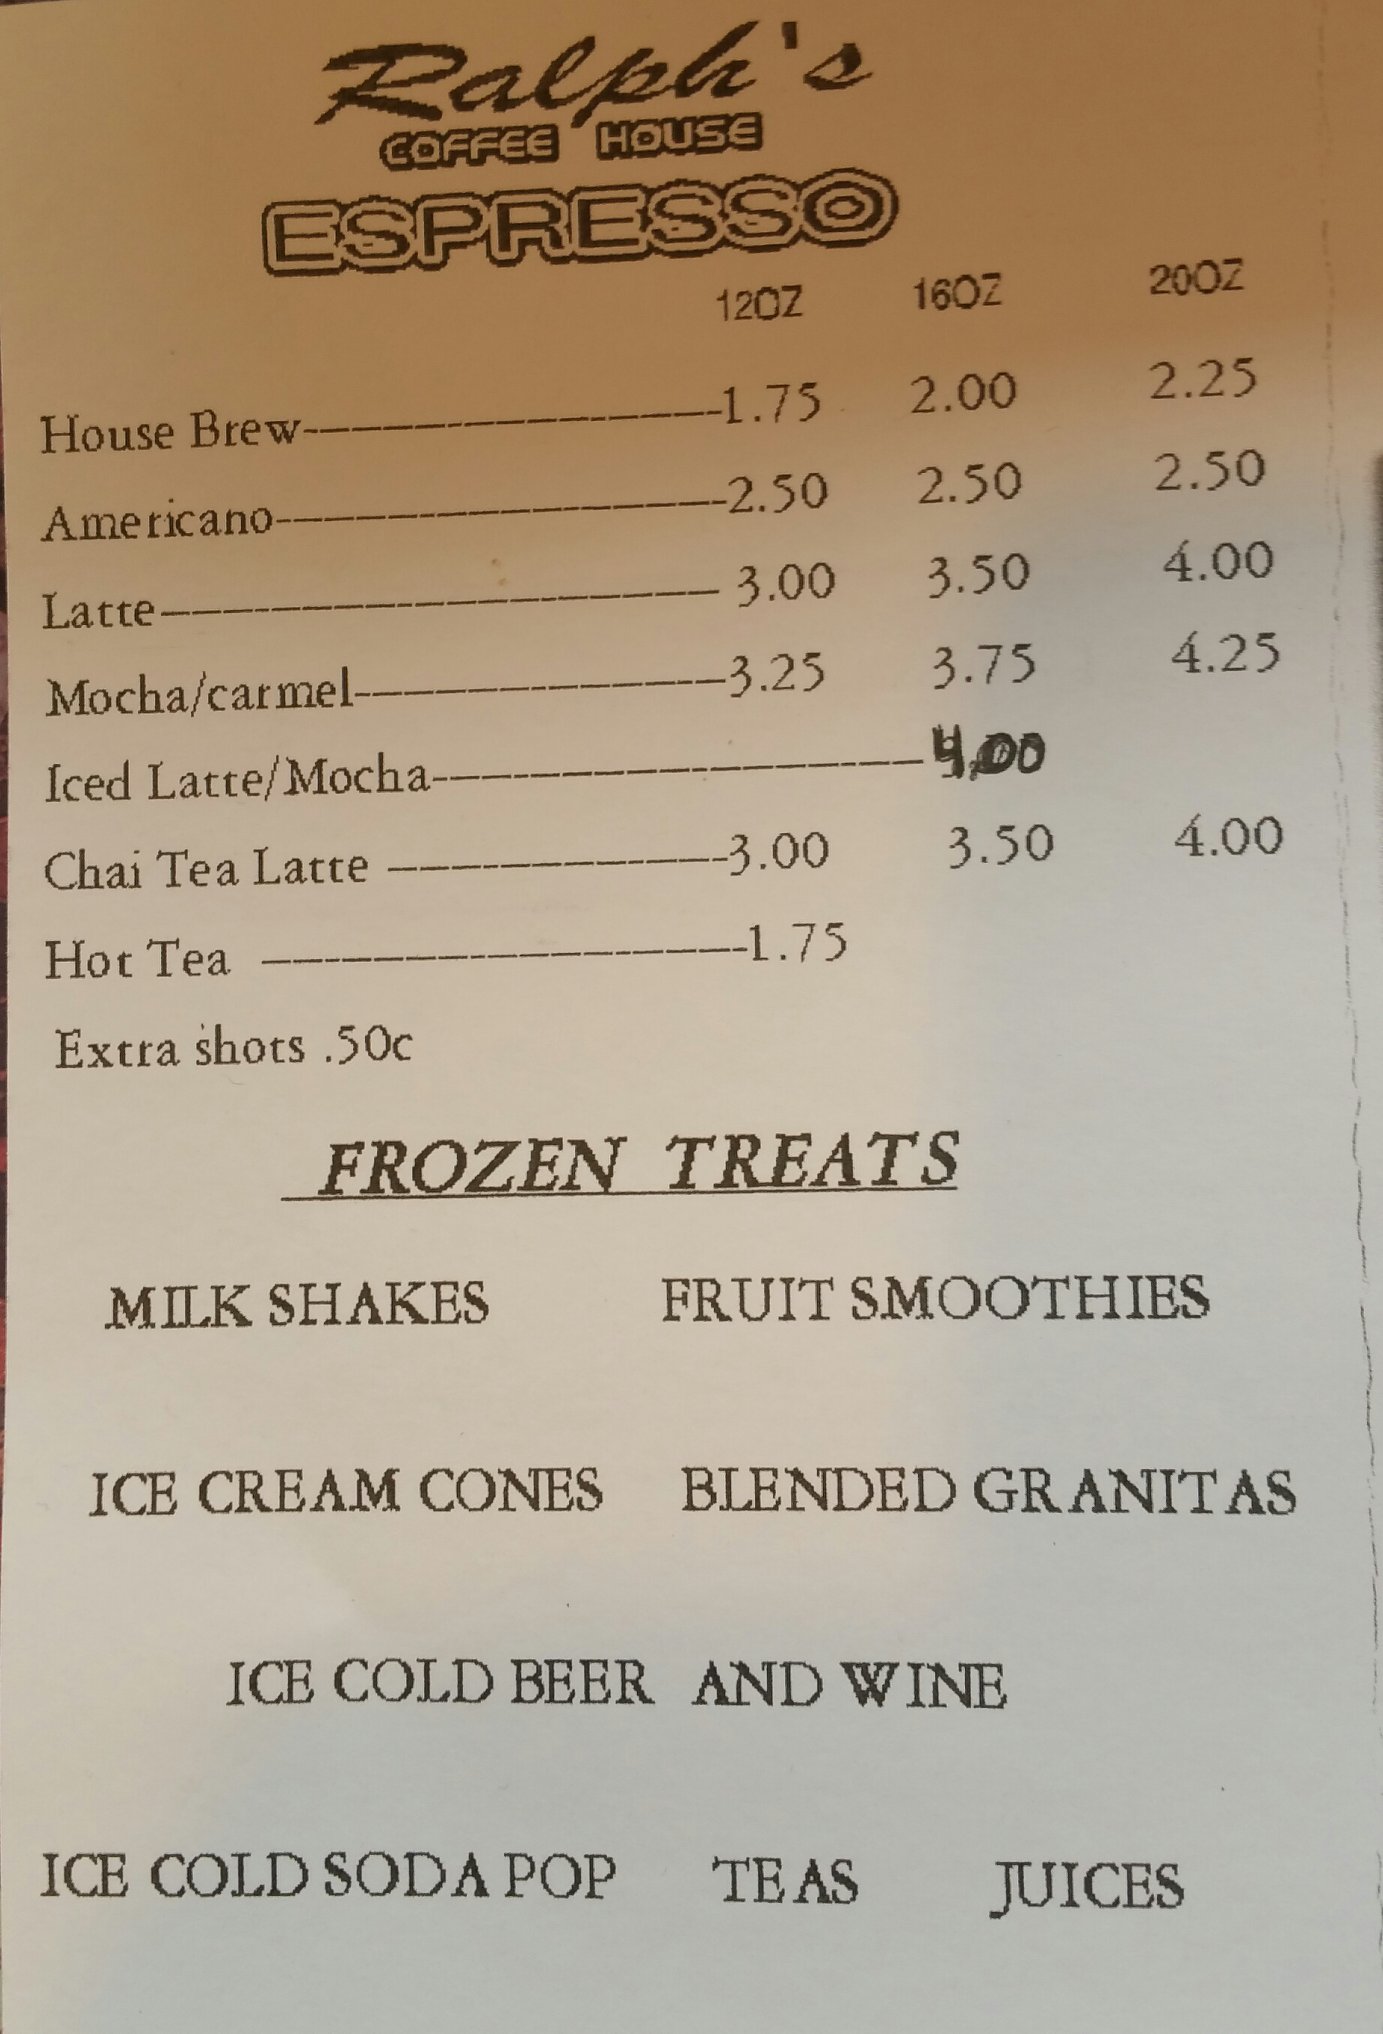 Ralph's
COFFEE HOUSE
ESPRESSO
12OZ 16OZ 20OZ
House Brew------------------------1.75 2.00 2.25
Americano------------------------2.50 2.50 2.50
Latte------------------------------ 3.00 3.50 4.00
Mocha/carmel--------------------3.25 3.75 4.25
Iced Latte/Mocha--------------------------4.00
Chai Tea Latte ------------------3.00 3.50 4.00
Hot Tea --------------------------1.75
Extra shots .50c
FROZEN TREATS
MILK SHAKES FRUIT SMOOTHIES
ICE CREAM CONES BLENDED GRANITAS
ICE COLD BEER AND WINE
ICE COLD SODA POP TEAS JUICES